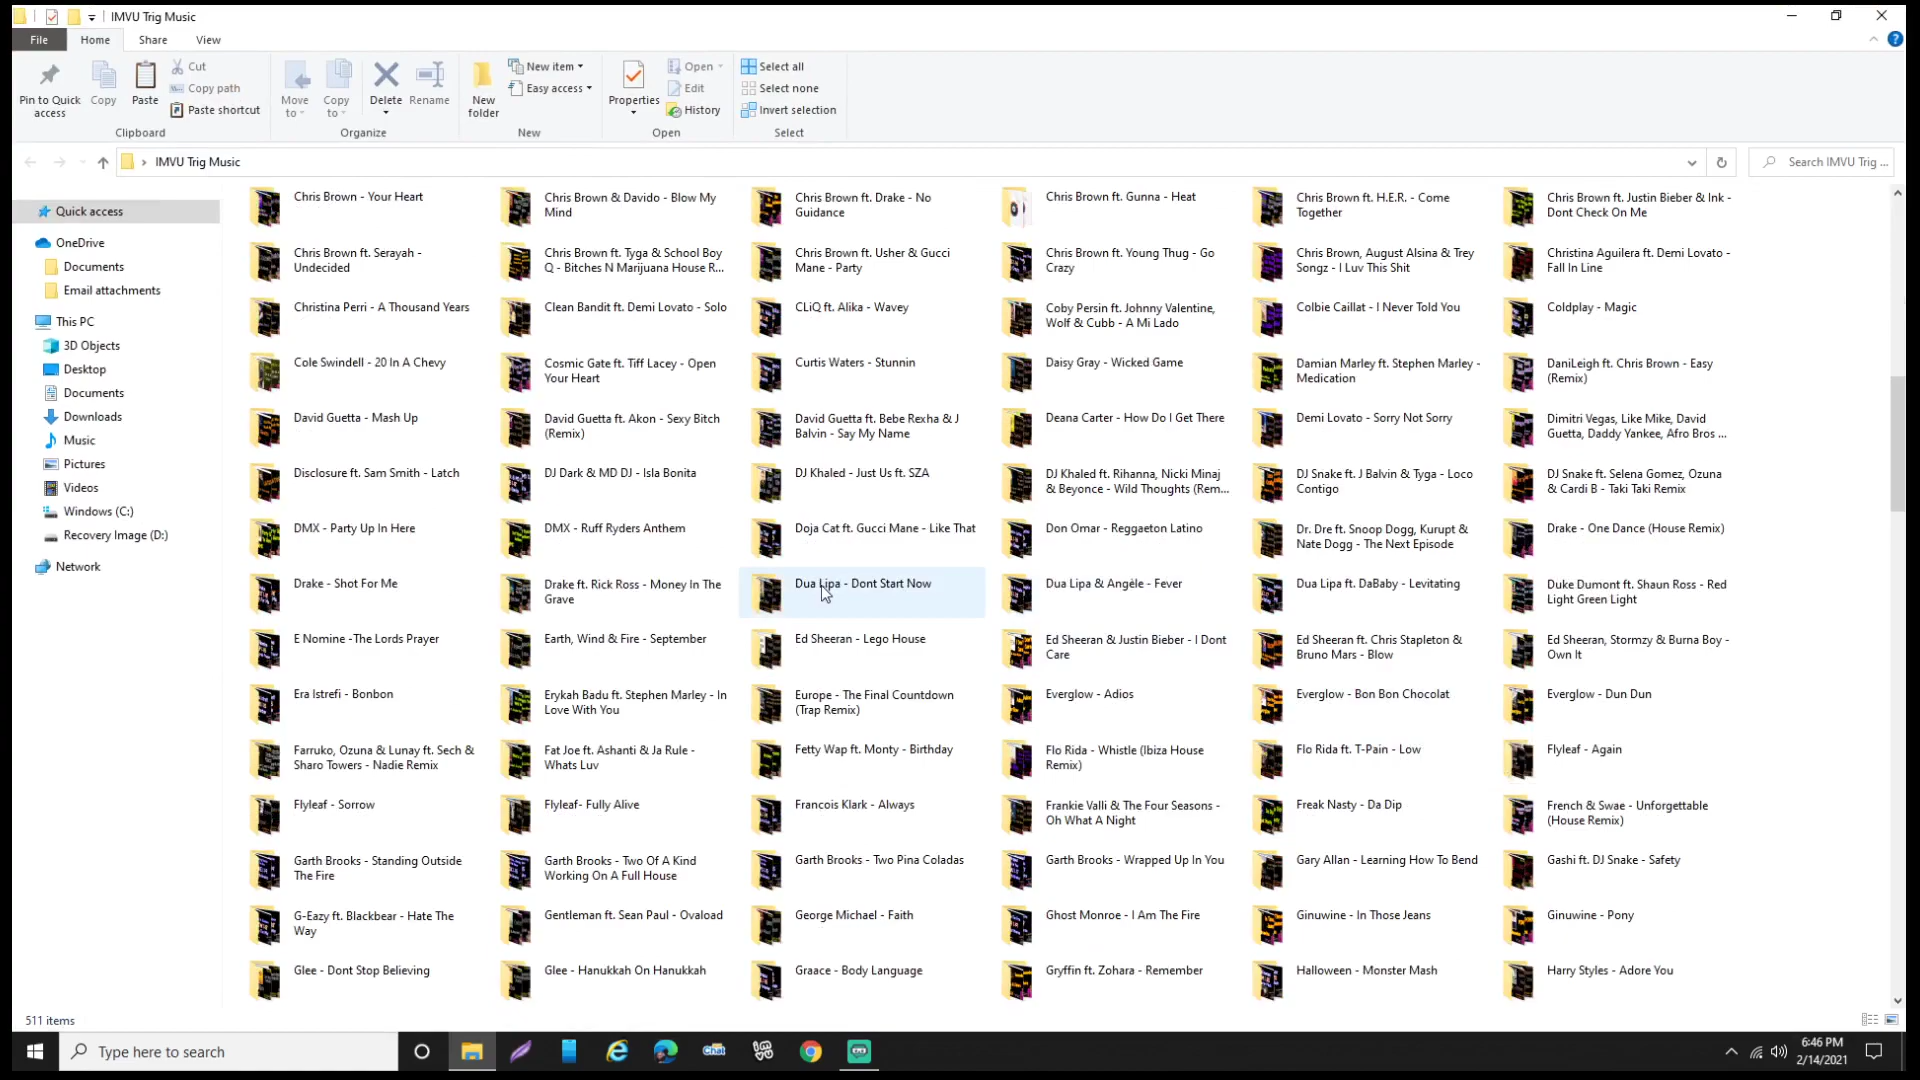 IMVU Trig Music
File
Home
Share
View
Pin to Quick access
Copy
Paste
Cut
Copy path
Paste shortcut
Clipboard
Move to
Copy to
Delete
Rename
Organize
New folder
New item
Easy access
New
Properties
Open
Edit
History
Open
Select all
Select none
Invert selection
Select
IMVU Trig Music
Search IMVU Trig ...
Quick access
OneDrive
Documents
Email attachments
This PC
3D Objects
Desktop
Documents
Downloads
Music
Pictures
Videos
Windows (C:)
Recovery Image (D:)
Network
Chris Brown - Your Heart
Chris Brown & Davido - Blow My
Mind
Chris Brown ft. Drake - No
Guidance
Chris Brown ft. Gunna - Heat
Chris Brown ft. H.E.R. - Come
Together
Chris Brown ft. Justin Bieber & Ink -
Dont Check On Me
Chris Brown ft. Serayah -
Undecided
Chris Brown ft. Tyga & School Boy
Q - Bitches N Marijuana House R...
Chris Brown ft. Usher & Gucci
Mane - Party
Chris Brown ft. Young Thug - Go
Crazy
Chris Brown, August Alsina & Trey
Songz - I Luv This Shit
Christina Aguilera ft. Demi Lovato -
Fall In Line
Christina Perri - A Thousand Years
Clean Bandit ft. Demi Lovato - Solo
CLiQ ft. Alika - Wavey
Coby Persin ft. Johnny Valentine,
Wolf & Cubb - A Mi Lado
Colbie Caillat - I Never Told You
Coldplay - Magic
Cole Swindell - 20 In A Chevy
Cosmic Gate ft. Tiff Lacey - Open
Your Heart
Curtis Waters - Stunnin
Daisy Gray - Wicked Game
Damian Marley ft. Stephen Marley -
Medication
DaniLeigh ft. Chris Brown - Easy
(Remix)
David Guetta - Mash Up
David Guetta ft. Akon - Sexy Bitch
(Remix)
David Guetta ft. Bebe Rexha & J
Balvin - Say My Name
Deana Carter - How Do I Get There
Demi Lovato - Sorry Not Sorry
Dimitri Vegas, Like Mike, David
Guetta, Daddy Yankee, Afro Bros ...
Disclosure ft. Sam Smith - Latch
DJ Dark & MD DJ - Isla Bonita
DJ Khaled - Just Us ft. SZA
DJ Khaled ft. Rihanna, Nicki Minaj
& Beyonce - Wild Thoughts (Rem...
DJ Snake ft. J Balvin & Tyga - Loco
Contigo
DJ Snake ft. Selena Gomez, Ozuna
& Cardi B - Taki Taki Remix
DMX - Party Up In Here
DMX - Ruff Ryders Anthem
Doja Cat ft. Gucci Mane - Like That
Don Omar - Reggaeton Latino
Dr. Dre ft. Snoop Dogg, Kurupt &
Nate Dogg - The Next Episode
Drake - One Dance (House Remix)
Drake - Shot For Me
Drake ft. Rick Ross - Money In The
Grave
Dua Lipa - Dont Start Now
Dua Lipa & Angèle - Fever
Dua Lipa ft. DaBaby - Levitating
Duke Dumont ft. Shaun Ross - Red
Light Green Light
E Nomine -The Lords Prayer
Earth, Wind & Fire - September
Ed Sheeran - Lego House
Ed Sheeran & Justin Bieber - I Dont
Care
Ed Sheeran ft. Chris Stapleton &
Bruno Mars - Blow
Ed Sheeran, Stormzy & Burna Boy -
Own It
Era Istrefi - Bonbon
Erykah Badu ft. Stephen Marley - In
Love With You
Europe - The Final Countdown
(Trap Remix)
Everglow - Adios
Everglow - Bon Bon Chocolat
Everglow - Dun Dun
Farruko, Ozuna & Lunay ft. Sech &
Sharo Towers - Nadie Remix
Fat Joe ft. Ashanti & Ja Rule -
Whats Luv
Fetty Wap ft. Monty - Birthday
Flo Rida - Whistle (Ibiza House
Remix)
Flo Rida ft. T-Pain - Low
Flyleaf - Again
Flyleaf - Sorrow
Flyleaf- Fully Alive
Francois Klark - Always
Frankie Valli & The Four Seasons -
Oh What A Night
Freak Nasty - Da Dip
French & Swae - Unforgettable
(House Remix)
Garth Brooks - Standing Outside
The Fire
Garth Brooks - Two Of A Kind
Working On A Full House
Garth Brooks - Two Pina Coladas
Garth Brooks - Wrapped Up In You
Gary Allan - Learning How To Bend
Gashi ft. DJ Snake - Safety
G-Eazy ft. Blackbear - Hate The
Way
Gentleman ft. Sean Paul - Ovaload
George Michael - Faith
Ghost Monroe - I Am The Fire
Ginuwine - In Those Jeans
Ginuwine - Pony
Glee - Dont Stop Believing
Glee - Hanukkah On Hanukkah
Graace - Body Language
Gryffin ft. Zohara - Remember
Halloween - Monster Mash
Harry Styles - Adore You
511 items
Type here to search
Chat
6:46 PM
2/14/2021